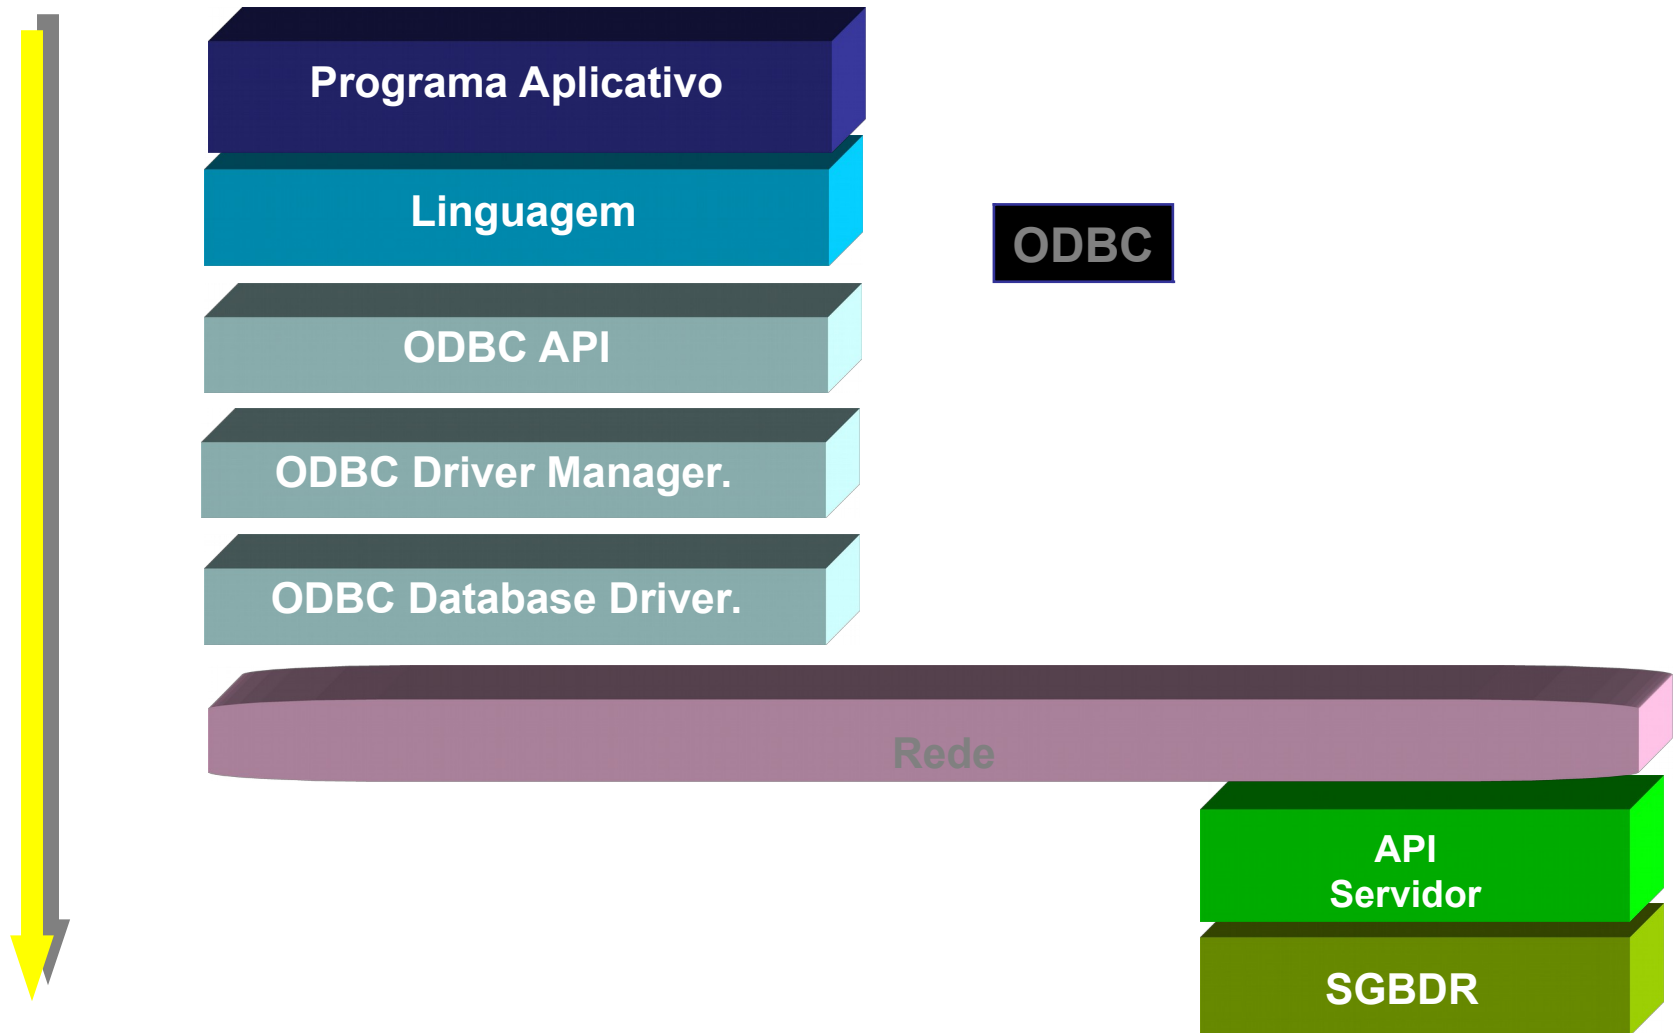 Programa Aplicativo
Linguagem
ODBC
ODBC API
ODBC Driver Manager.
ODBC Database Driver.
Rede
API
Servidor
SGBDR